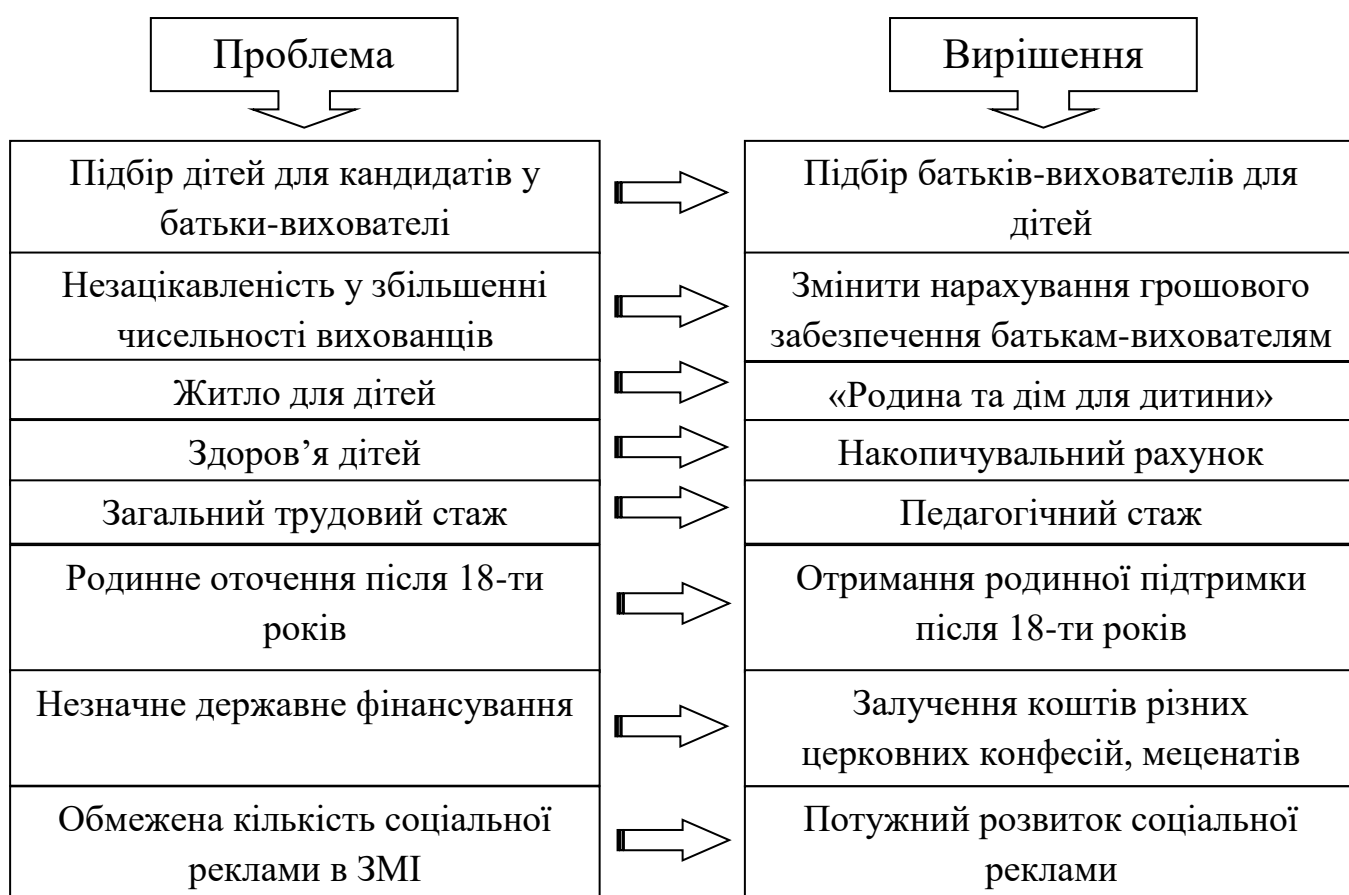 Проблема
Вирішення
Підбір дітей для кандидатів у
батьки-вихователі
Підбір батьків-вихователів для
дітей
Незацікавленість у збільшенні
чисельності вихованців
Змінити нарахування грошового
забезпечення батькам-вихователям
Житло для дітей
«Родина та дім для дитини»
Здоров’я дітей
Накопичувальний рахунок
Загальний трудовий стаж
Педагогічний стаж
Родинне оточення після 18-ти
років
Отримання родинної підтримки
після 18-ти років
Незначне державне фінансування
Залучення коштів різних
церковних конфесій, меценатів
Обмежена кількість соціальної
реклами в ЗМІ
Потужний розвиток соціальної
реклами